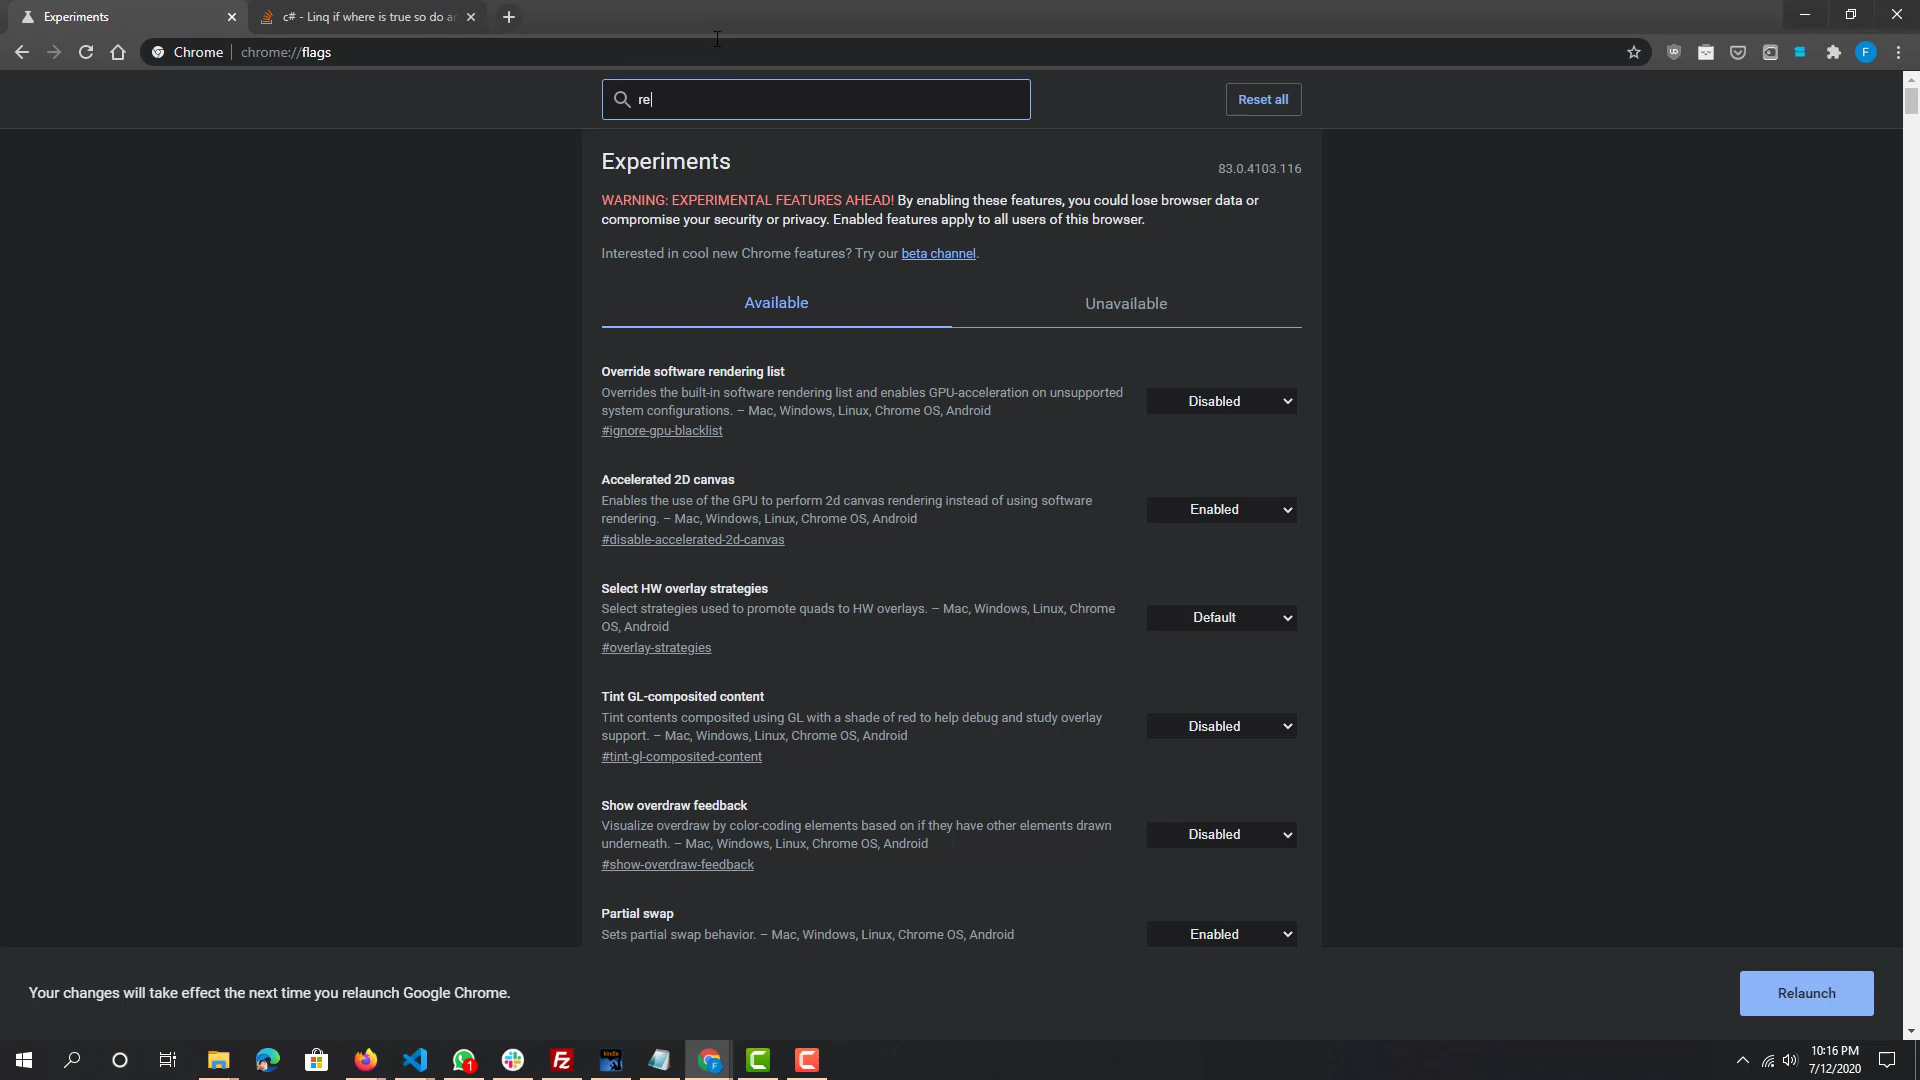 Experiments
c# - Linq if where is true so do ar
Chrome
chrome://flags
F
re
Reset all
Experiments
83.0.4103.116
WARNING: EXPERIMENTAL FEATURES AHEAD! By enabling these features, you could lose browser data or
compromise your security or privacy. Enabled features apply to all users of this browser.
Interested in cool new Chrome features? Try our beta channel.
Available
Unavailable
Override software rendering list
Overrides the built-in software rendering list and enables GPU-acceleration on unsupported
system configurations. – Mac, Windows, Linux, Chrome OS, Android
#ignore-gpu-blacklist
Disabled
Accelerated 2D canvas
Enables the use of the GPU to perform 2d canvas rendering instead of using software
rendering. – Mac, Windows, Linux, Chrome OS, Android
#disable-accelerated-2d-canvas
Enabled
Select HW overlay strategies
Select strategies used to promote quads to HW overlays. – Mac, Windows, Linux, Chrome
OS, Android
#overlay-strategies
Default
Tint GL-composited content
Tint contents composited using GL with a shade of red to help debug and study overlay
support. – Mac, Windows, Linux, Chrome OS, Android
#tint-gl-composited-content
Disabled
Show overdraw feedback
Visualize overdraw by color-coding elements based on if they have other elements drawn
underneath. – Mac, Windows, Linux, Chrome OS, Android
#show-overdraw-feedback
Disabled
Partial swap
Sets partial swap behavior. – Mac, Windows, Linux, Chrome OS, Android
Enabled
Your changes will take effect the next time you relaunch Google Chrome.
Relaunch
1
Fz
kindle
F
10:16 PM
7/12/2020